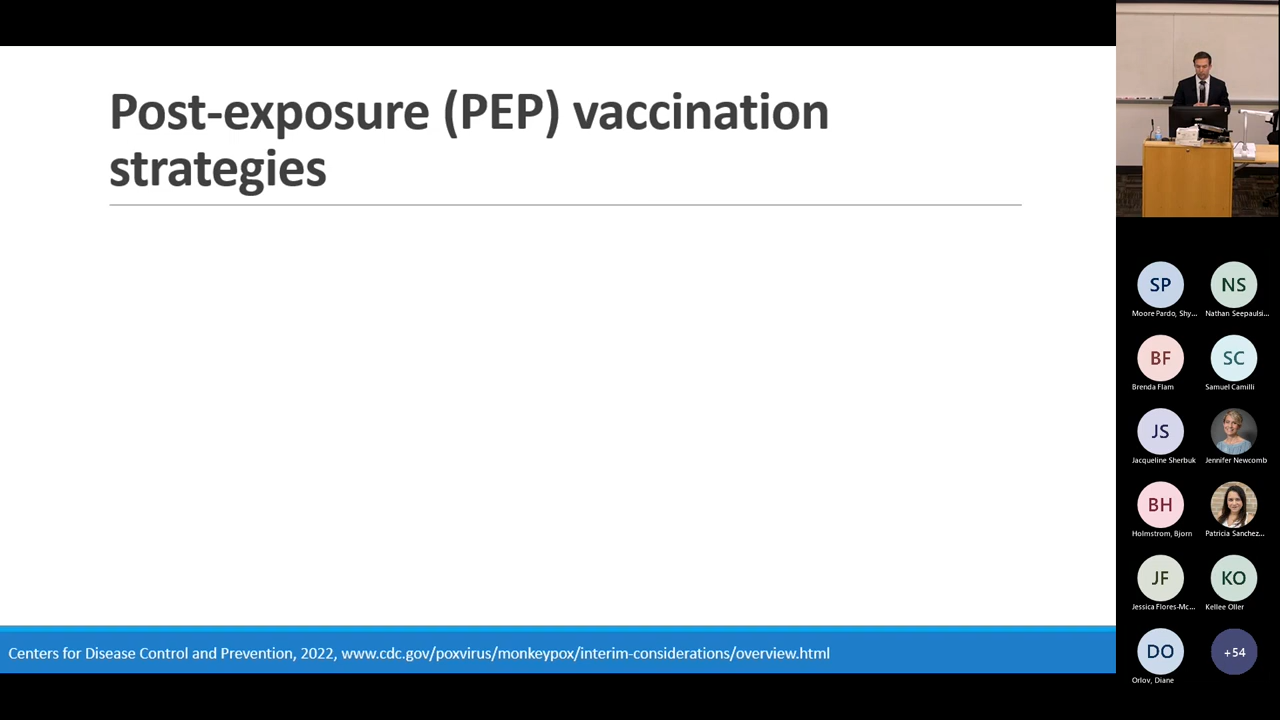 Post-exposure (PEP) vaccination
strategies
Centers for Disease Control and Prevention, 2022, www.cdc.gov/poxvirus/monkeypox/interim-considerations/overview.html
SP
NS
Moore Pardo, Shy...
Nathan Seepaulsi...
BF
SC
Brenda Flam
Samuel Camilli
JS
Jacqueline Sherbuk
Jennifer Newcomb
BH
Holmstrom, Bjorn
Patricia Sanchez...
JF
KO
Jessica Flores-Mc...
Kellee Oller
DO
+54
Orlov, Diane